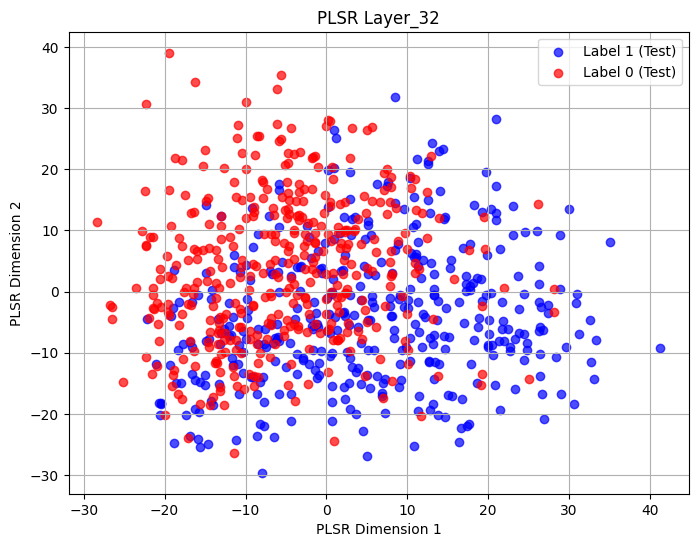 PLSR Layer_32
Label 1 (Test)
Label 0 (Test)
PLSR Dimension 2
40
30
20
10
0
−10
−20
−30
−30 −20 −10 0 10 20 30 40
PLSR Dimension 1